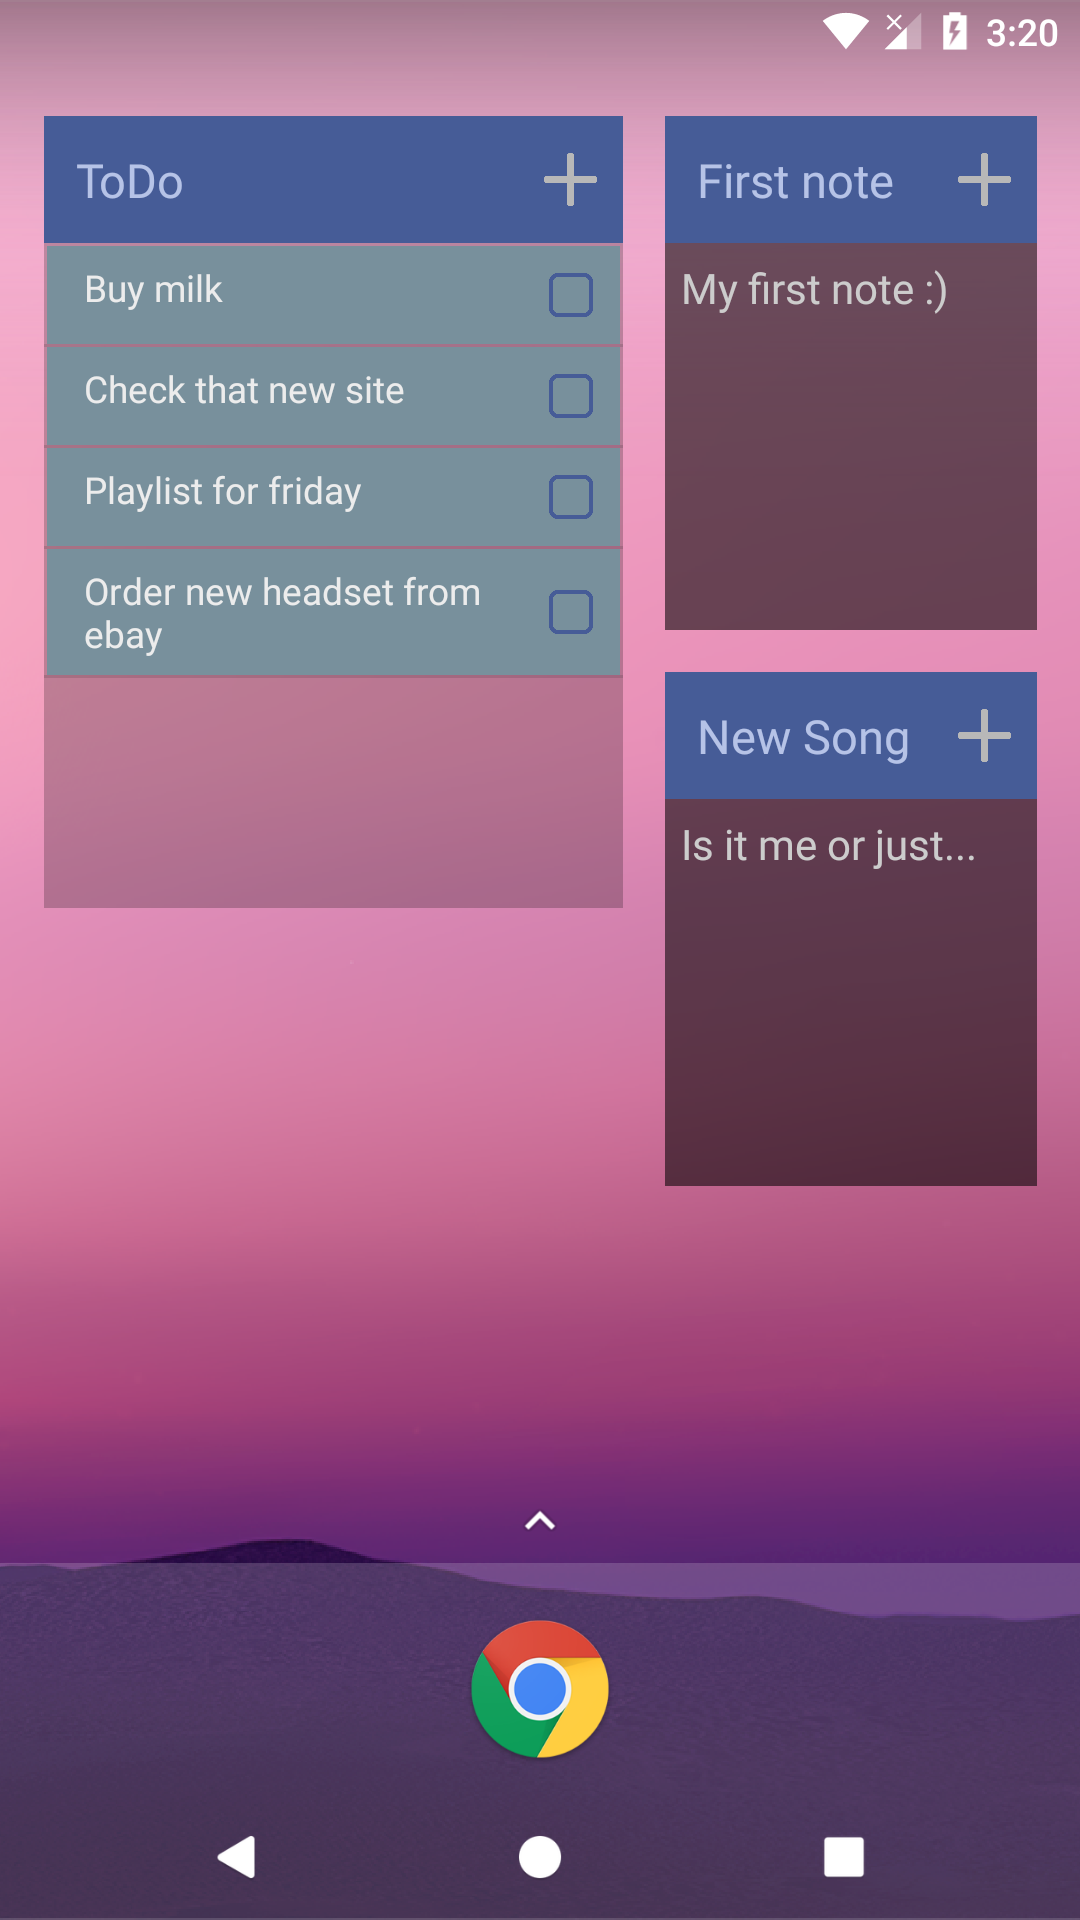 3:20
ToDo
Buy milk
Check that new site
Playlist for friday
Order new headset from
ebay
First note
My first note :)
New Song
Is it me or just...